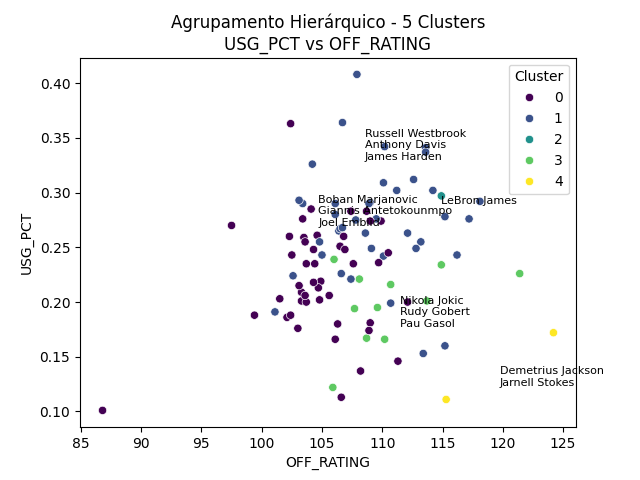 Agrupamento Hierárquico - 5 Clusters
USG_PCT vs OFF_RATING
Cluster
0
1
2
3
4
0.40
0.35
0.30
0.25
0.20
0.15
0.10
USG_PCT
Russell Westbrook
Anthony Davis
James Harden
LeBron James
Boban Marjanovic
Giannis Antetokounmpo
Joel Embiid
Nikola Jokic
Rudy Gobert
Pau Gasol
Demetrius Jackson
Jarnell Stokes
85 90 95 100 105 110 115 120 125
OFF_RATING